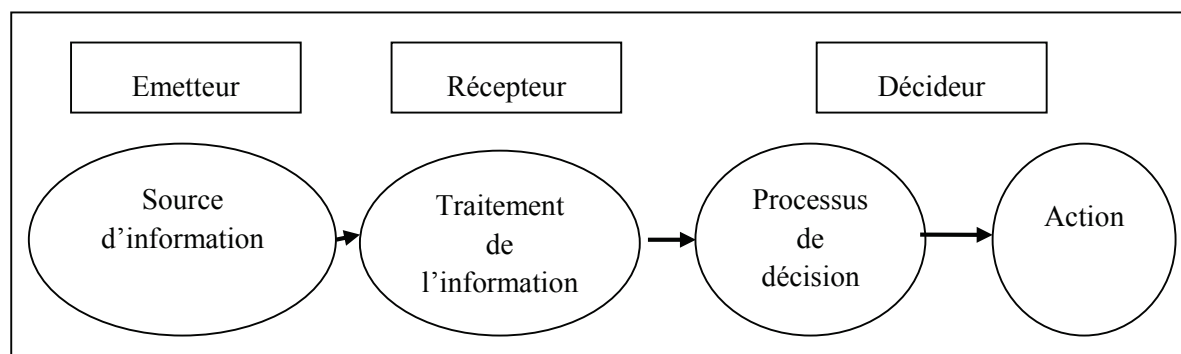 Emetteur
Récepteur
Décideur
Source
d’information
Traitement
de
l’information
Processus
de
décision
Action